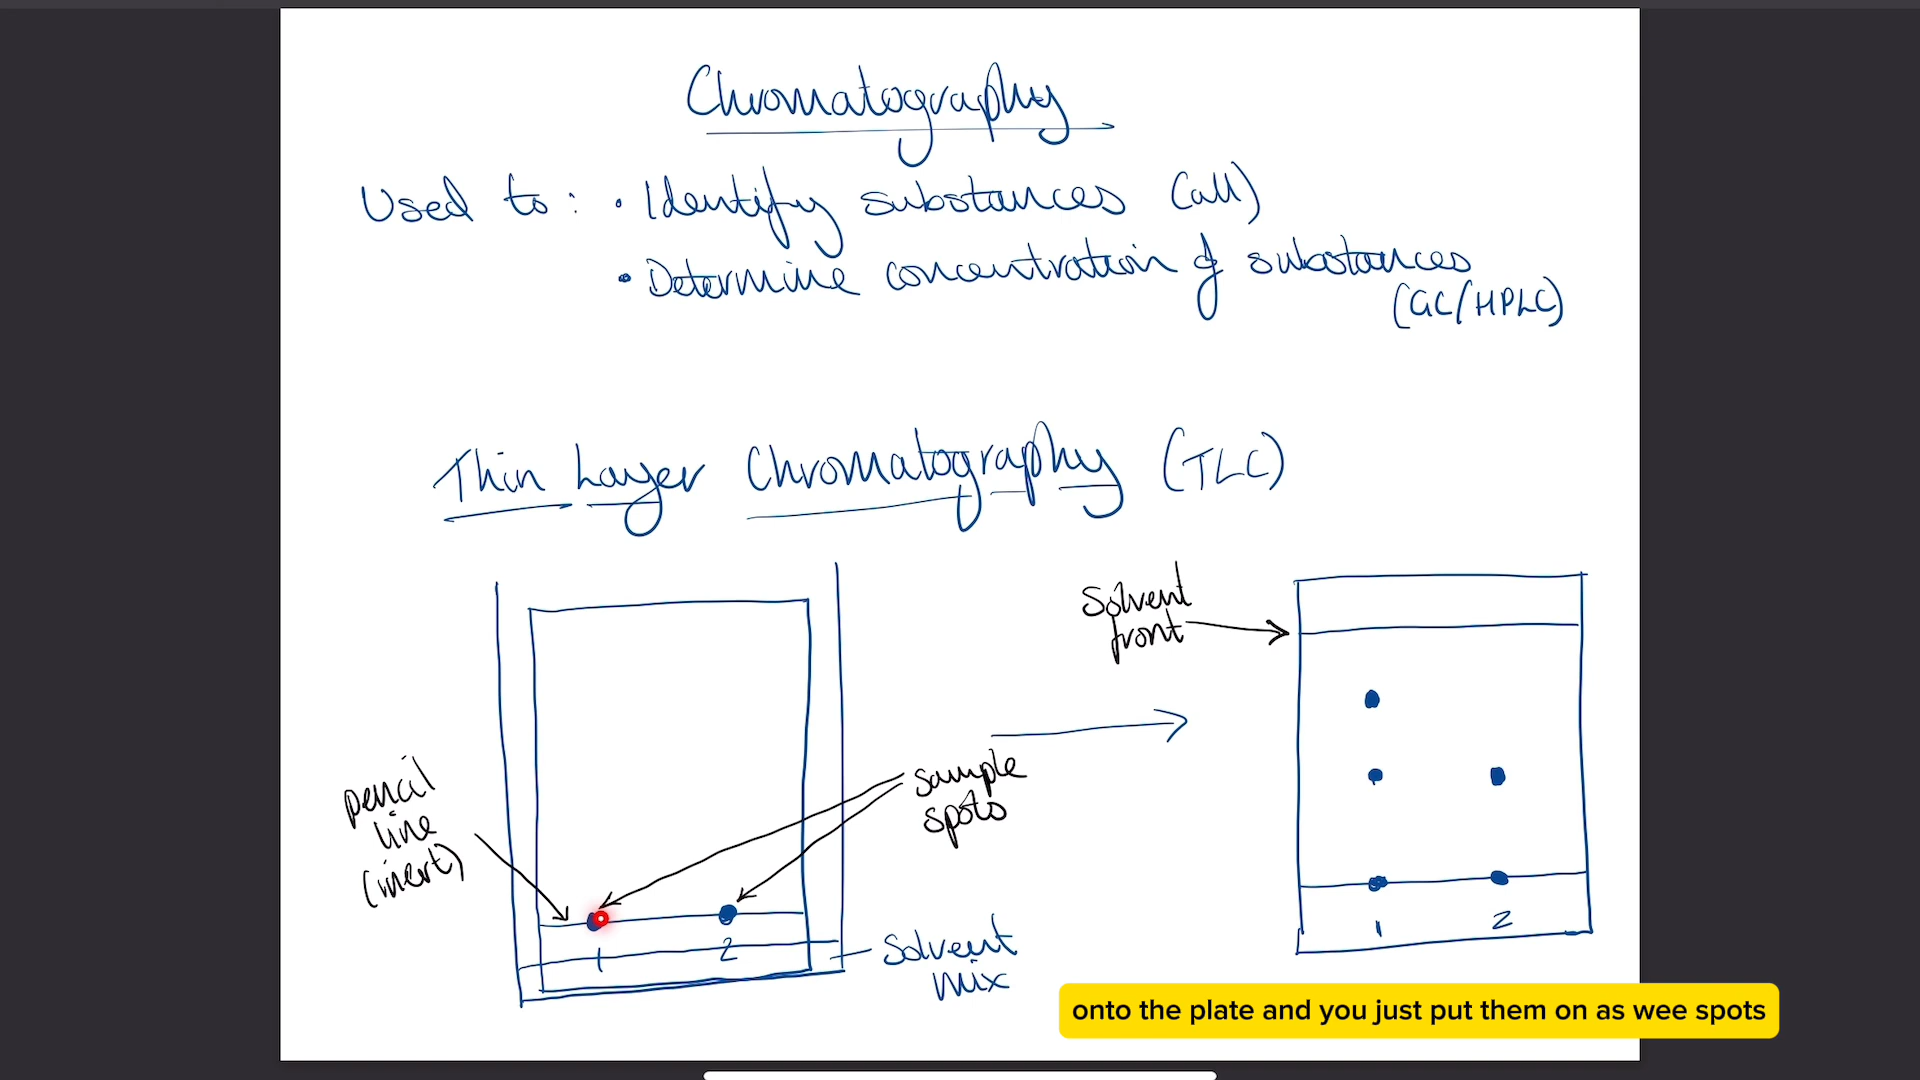 Chromatography
Used to: • Identify substances (all)
• Determine concentration of substances
(GC/HPLC)
Thin Layer Chromatography (TLC)
Solvent
front
pencil
line
(inert)
sample
spots
1 2
Solvent
mix
1 2
onto the plate and you just put them on as wee spots